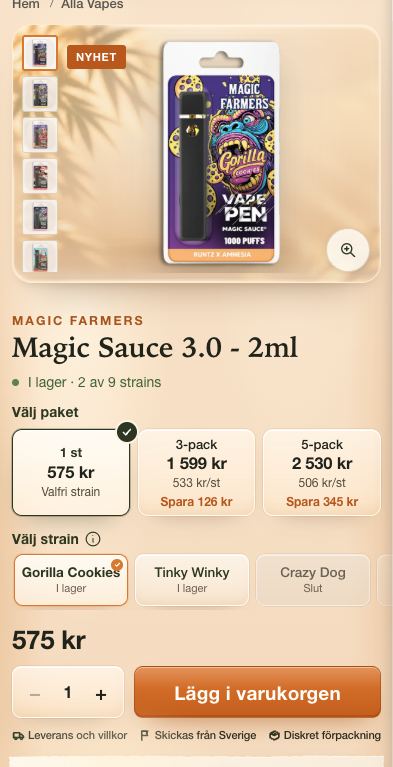 Hem / Alla Vapes
NYHET
MAGIC
FARMERS
Gorilla
COOKIES
VAPE
PEN
MAGIC SAUCE
1000 PUFFS
RUNTZ X AMNESIA
MAGIC FARMERS
Magic Sauce 3.0 - 2ml
I lager · 2 av 9 strains
Välj paket
1 st
575 kr
Valfri strain
3-pack
1 599 kr
533 kr/st
Spara 126 kr
5-pack
2 530 kr
506 kr/st
Spara 345 kr
Välj strain
Gorilla Cookies
I lager
Tinky Winky
I lager
Crazy Dog
Slut
575 kr
− 1 +
Lägg i varukorgen
Leverans och villkor
Skickas från Sverige
Diskret förpackning